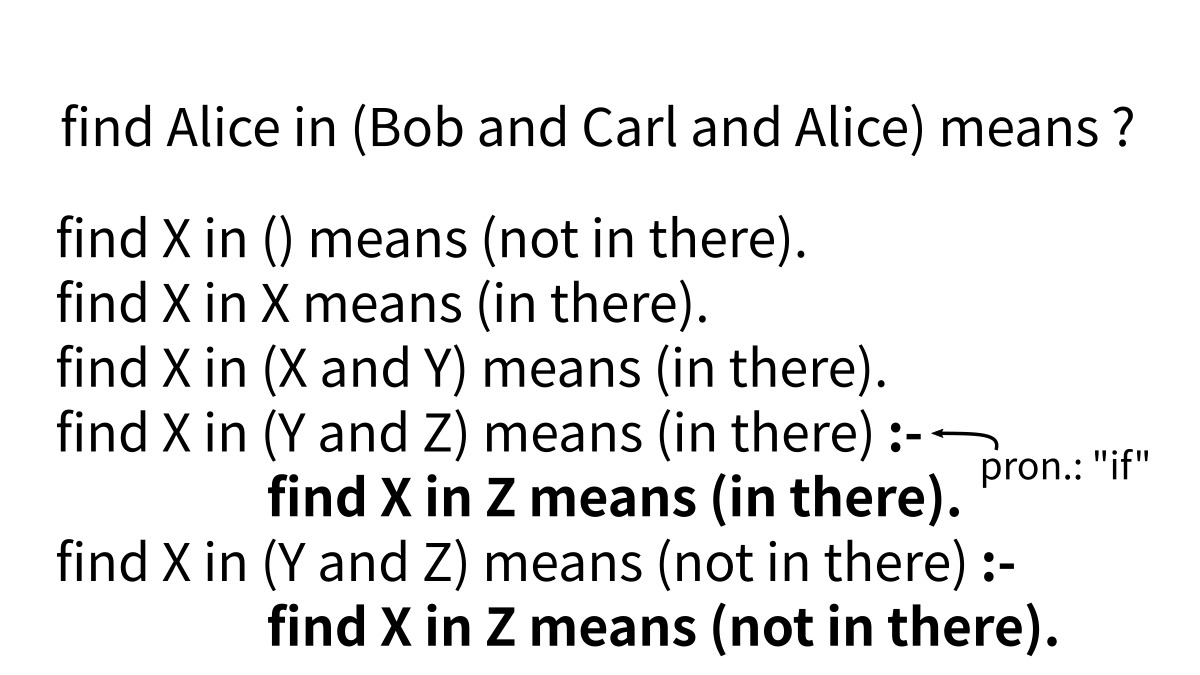 find Alice in (Bob and Carl and Alice) means ?
find X in () means (not in there).
find X in X means (in there).
find X in (X and Y) means (in there).
find X in (Y and Z) means (in there) :-
pron.: "if"
find X in Z means (in there).
find X in (Y and Z) means (not in there) :-
find X in Z means (not in there).